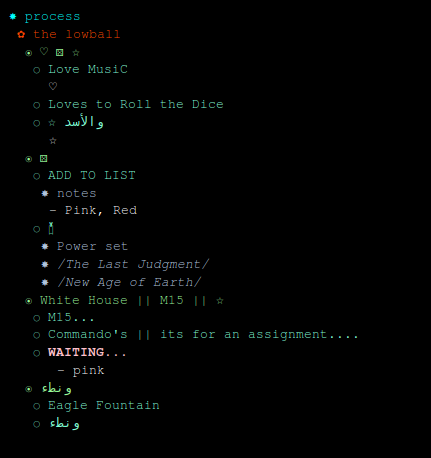 ✸ process
✿ the lowball
⍟ ♡ ⚄ ☆
○ Love MusiC
♡
○ Loves to Roll the Dice
○ ☆ والأسد
☆
⍟ ⚄
○ ADD TO LIST
✸ notes
– Pink, Red
○
✸ Power set
✸ /The Last Judgment/
✸ /New Age of Earth/
⍟ White House || M15 || ☆
○ M15...
○ Commando's || its for an assignment....
○ WAITING...
– pink
⍟ ونطء
○ Eagle Fountain
○ ونطء